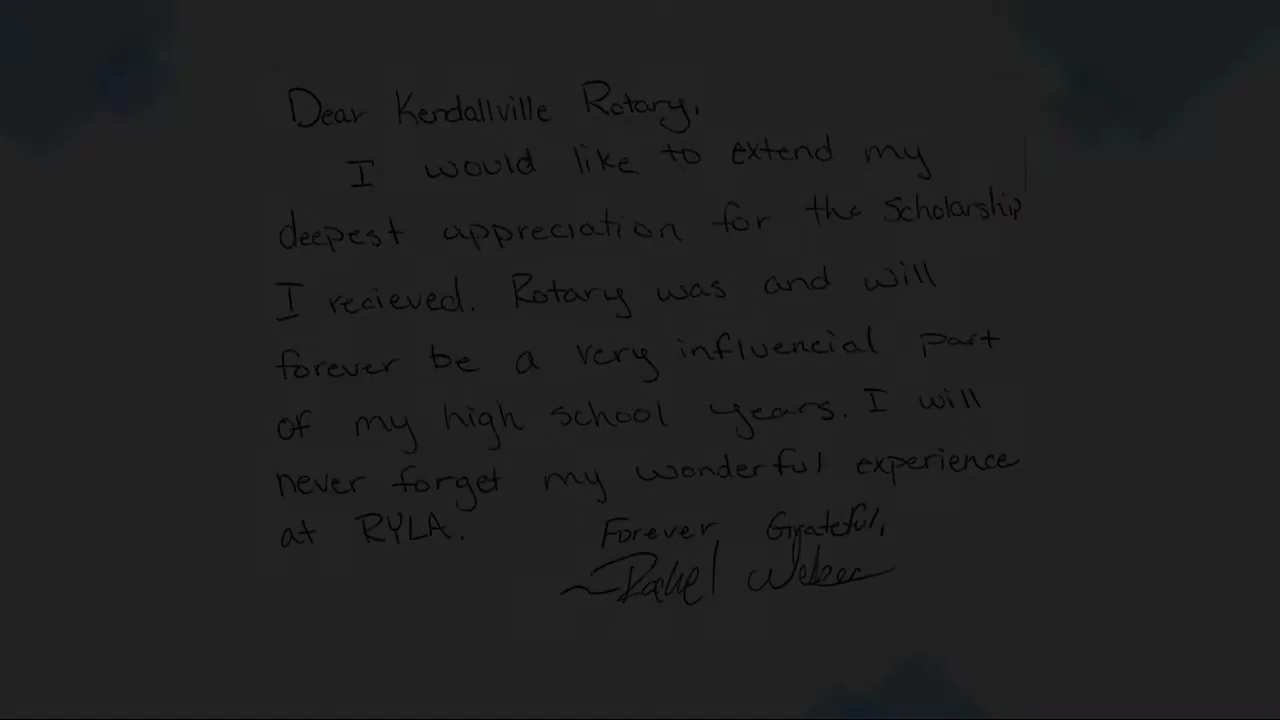 Dear Kendallville Rotary,
I would like to extend my
deepest appreciation for the Scholarship
I recieved. Rotary was and will
forever be a very influencial part
of my high school years. I will
never forget my wonderful experience
at RYLA.
Forever Grateful,
~Rachel Weber